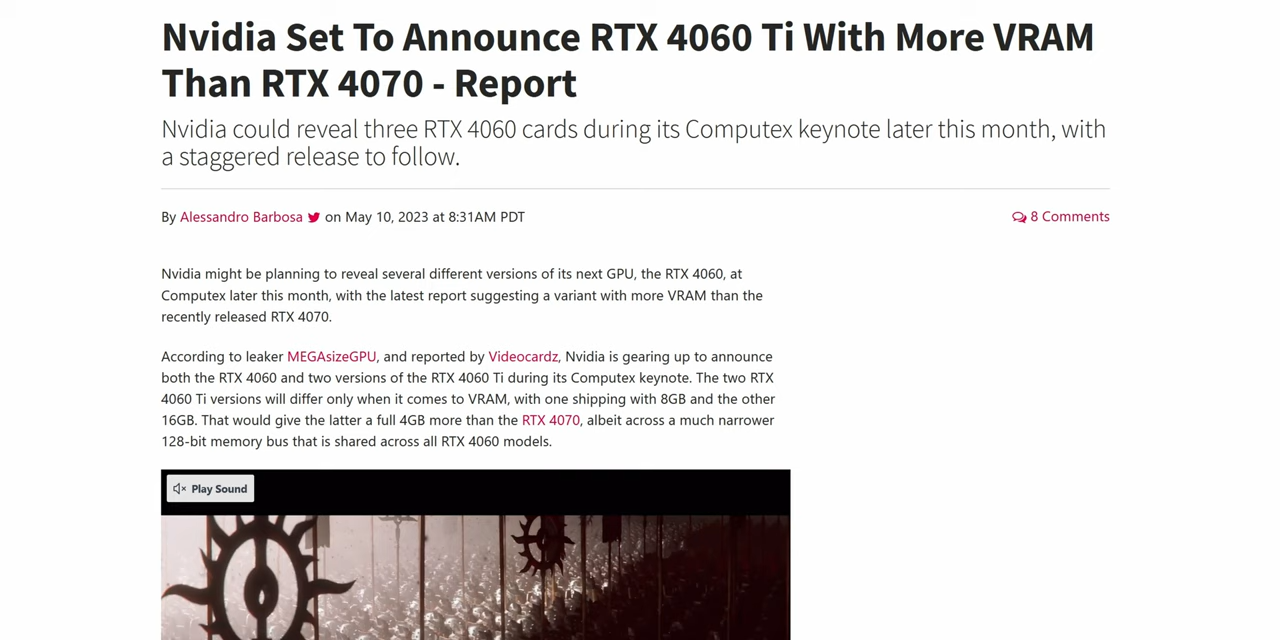 Nvidia Set To Announce RTX 4060 Ti With More VRAM
Than RTX 4070 - Report
Nvidia could reveal three RTX 4060 cards during its Computex keynote later this month, with
a staggered release to follow.
By Alessandro Barbosa on May 10, 2023 at 8:31AM PDT
8 Comments
Nvidia might be planning to reveal several different versions of its next GPU, the RTX 4060, at
Computex later this month, with the latest report suggesting a variant with more VRAM than the
recently released RTX 4070.
According to leaker MEGAsizeGPU, and reported by Videocardz, Nvidia is gearing up to announce
both the RTX 4060 and two versions of the RTX 4060 Ti during its Computex keynote. The two RTX
4060 Ti versions will differ only when it comes to VRAM, with one shipping with 8GB and the other
16GB. That would give the latter a full 4GB more than the RTX 4070, albeit across a much narrower
128-bit memory bus that is shared across all RTX 4060 models.
Play Sound